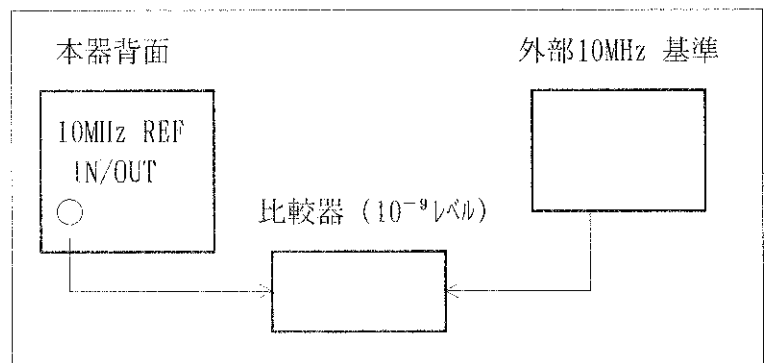 本器背面
外部10MHz 基準
10MHz REF
IN/OUT
比較器 (10⁻⁹レベル)